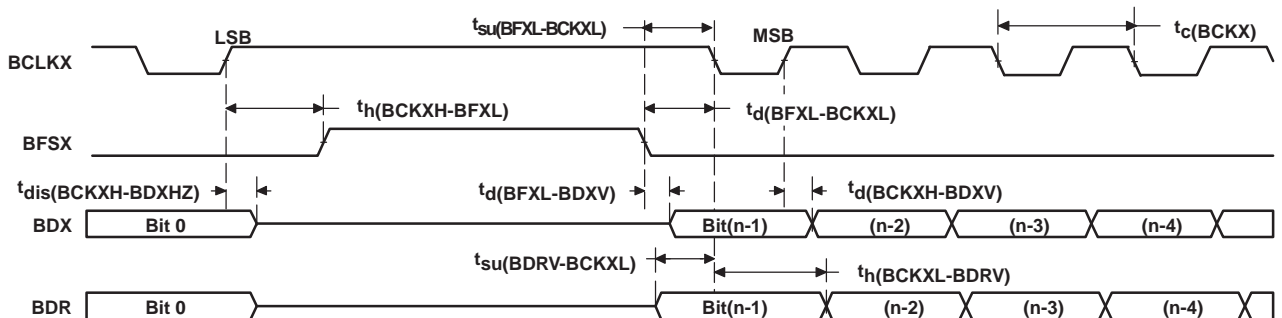 tsu(BFXL-BCKXL)
LSB
MSB
tc(BCKX)
BCLKX
th(BCKXH-BFXL)
td(BFXL-BCKXL)
BFSX
tdis(BCKXH-BDXHZ)
td(BFXL-BDXV)
td(BCKXH-BDXV)
BDX Bit 0 Bit(n-1) (n-2) (n-3) (n-4)
tsu(BDRV-BCKXL)
th(BCKXL-BDRV)
BDR Bit 0 Bit(n-1) (n-2) (n-3) (n-4)